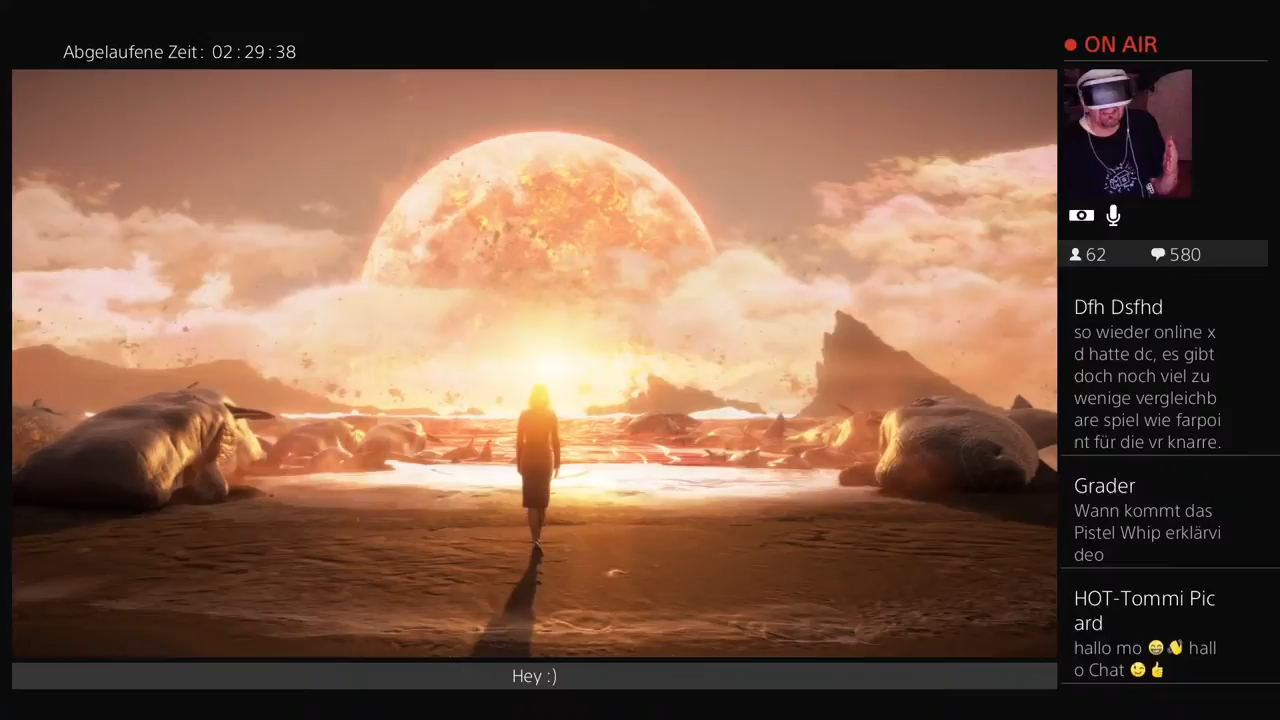 Abgelaufene Zeit: 02:29:38
ON AIR
62
580
Dfh Dsfhd
so wieder online x
d hatte dc, es gibt
doch noch viel zu
wenige vergleichb
are spiel wie farpoi
nt für die vr knarre.
Grader
Wann kommt das
Pistel Whip erklärvi
deo
HOT-Tommi Pic
ard
hallo mo 😁👋 hall
o Chat 😉👍
Hey :)